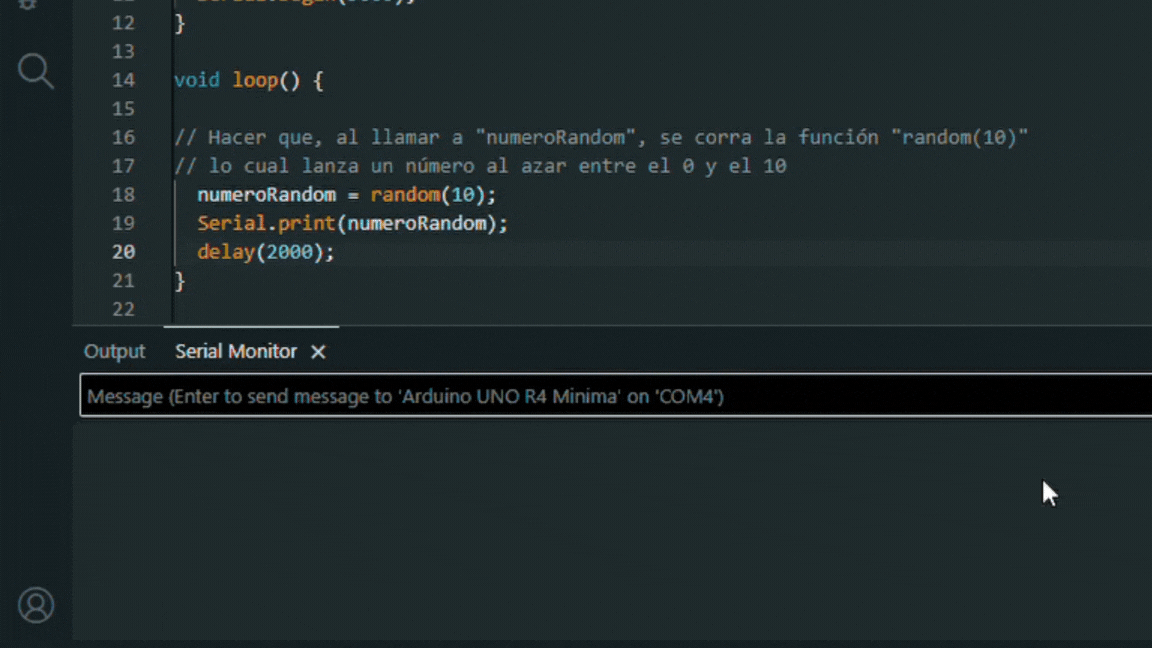 12 }
13
14 void loop() {
15
16 // Hacer que, al llamar a "numeroRandom", se corra la función "random(10)"
17 // lo cual lanza un número al azar entre el 0 y el 10
18 numeroRandom = random(10);
19 Serial.print(numeroRandom);
20 delay(2000);
21 }
22
Output Serial Monitor
Message (Enter to send message to 'Arduino UNO R4 Minima' on 'COM4')